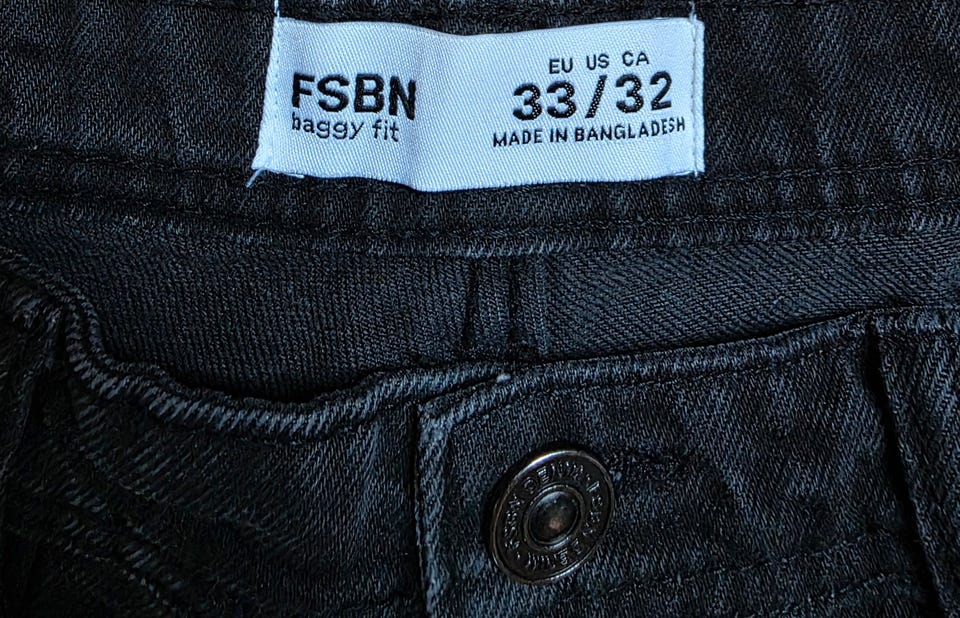 FSBN
baggy fit
EU US CA
33/32
MADE IN BANGLADESH